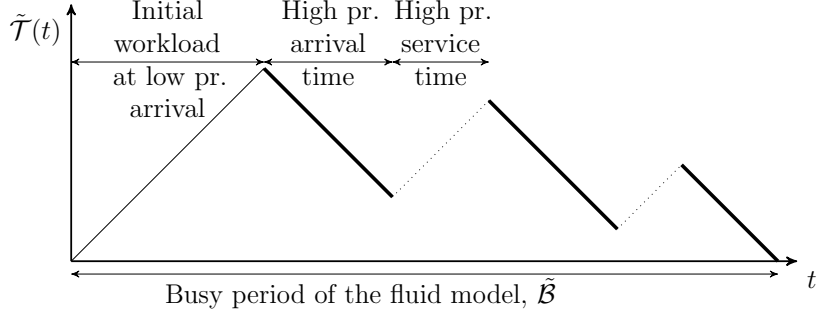 𝒯̃(t)
Initial
workload
at low pr.
arrival
High pr.
arrival
time
High pr.
service
time
t
Busy period of the fluid model, ℬ̃